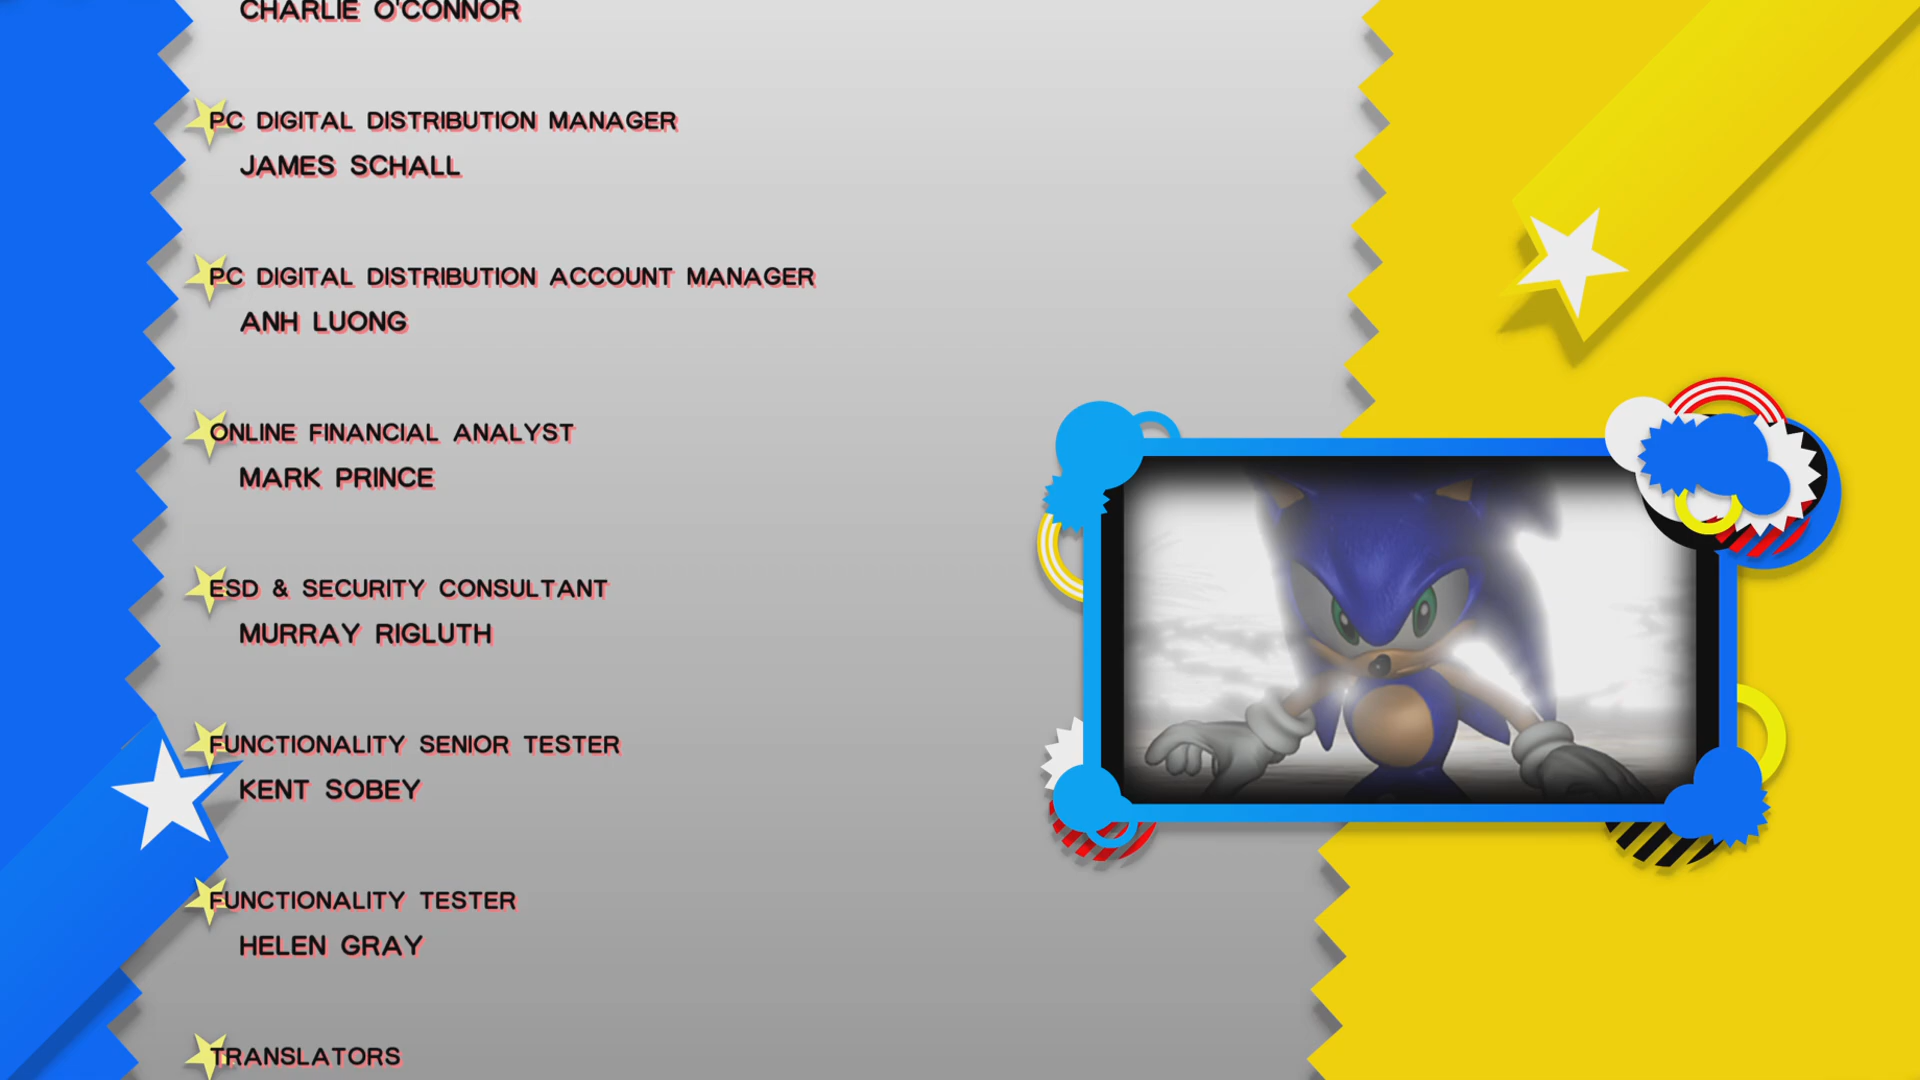 CHARLIE O'CONNOR
PC DIGITAL DISTRIBUTION MANAGER
JAMES SCHALL
PC DIGITAL DISTRIBUTION ACCOUNT MANAGER
ANH LUONG
ONLINE FINANCIAL ANALYST
MARK PRINCE
ESD & SECURITY CONSULTANT
MURRAY RIGLUTH
FUNCTIONALITY SENIOR TESTER
KENT SOBEY
FUNCTIONALITY TESTER
HELEN GRAY
TRANSLATORS